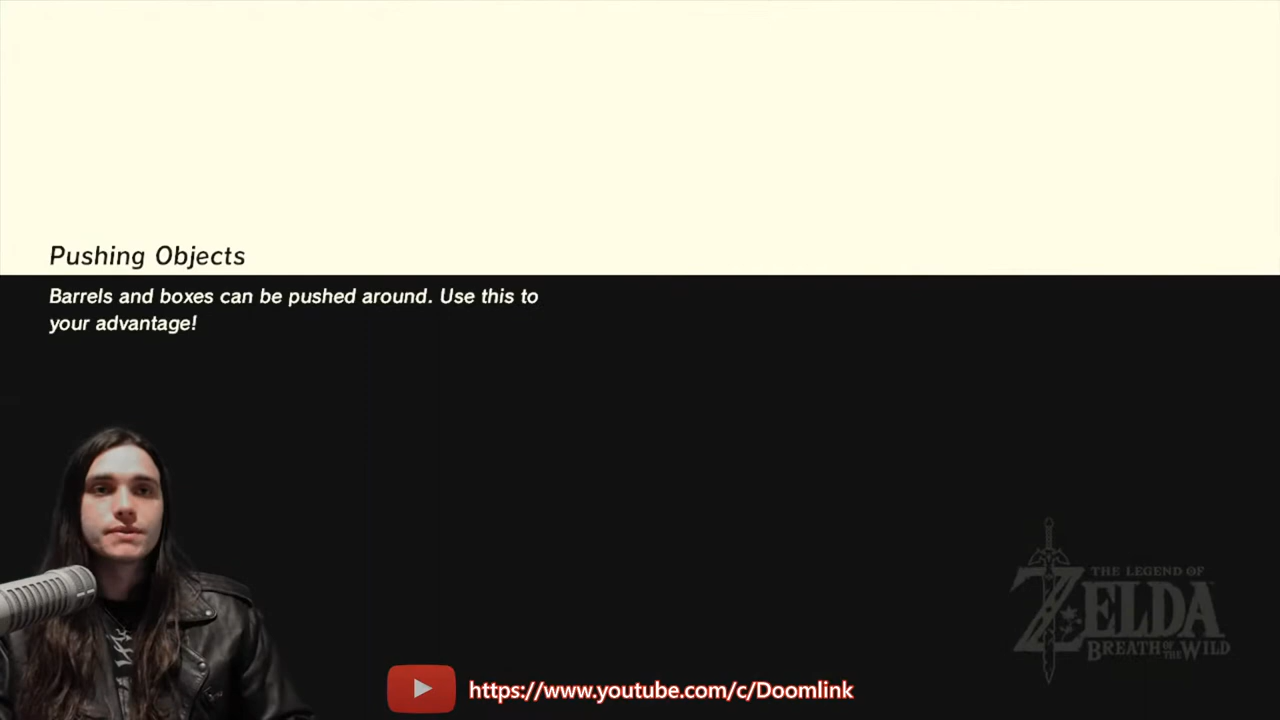 Pushing Objects
Barrels and boxes can be pushed around. Use this to
your advantage!
THE LEGEND OF
ZELDA
BREATH OF THE WILD
https://www.youtube.com/c/Doomlink